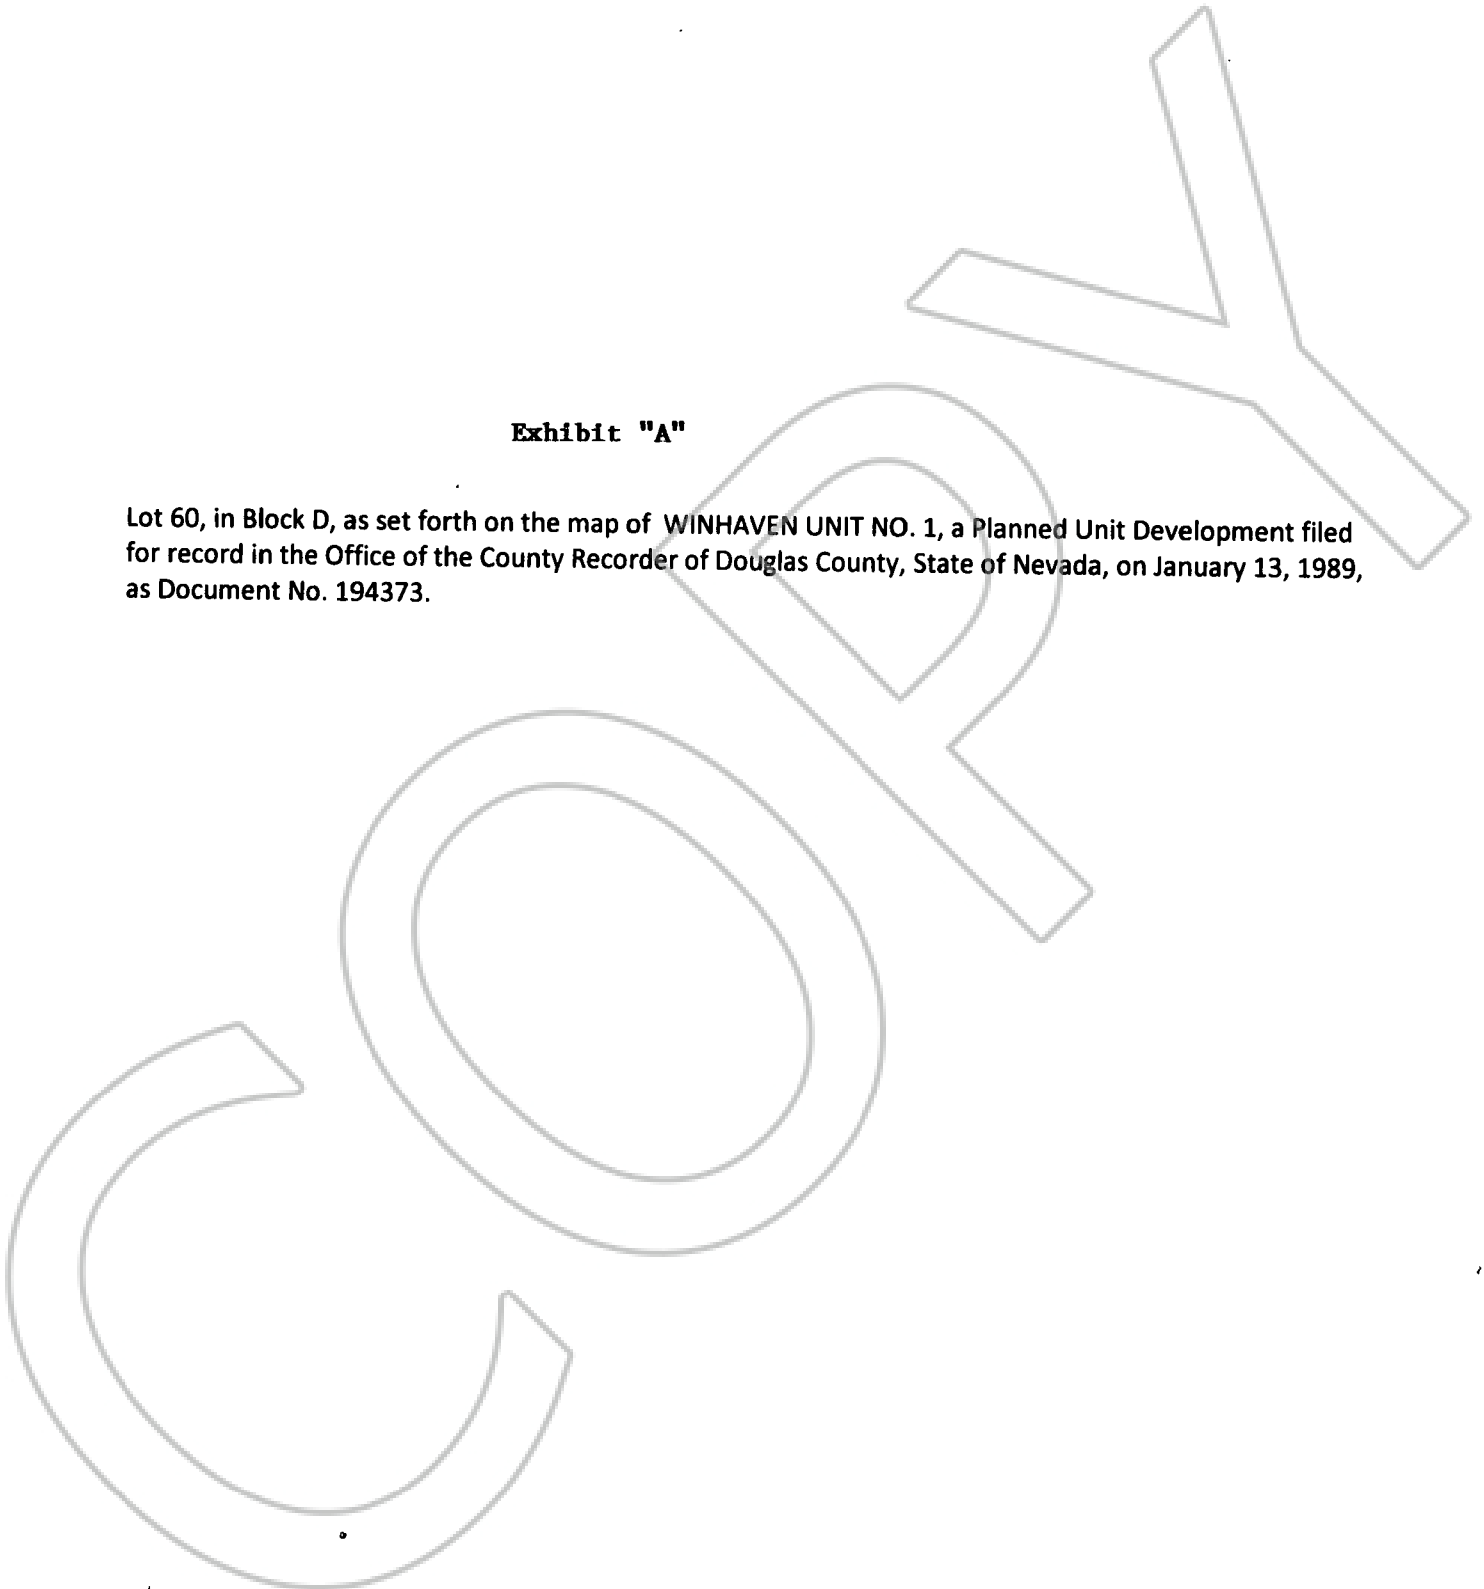 Exhibit "A"
Lot 60, in Block D, as set forth on the map of WINHAVEN UNIT NO. 1, a Planned Unit Development filed
for record in the Office of the County Recorder of Douglas County, State of Nevada, on January 13, 1989,
as Document No. 194373.
COPY